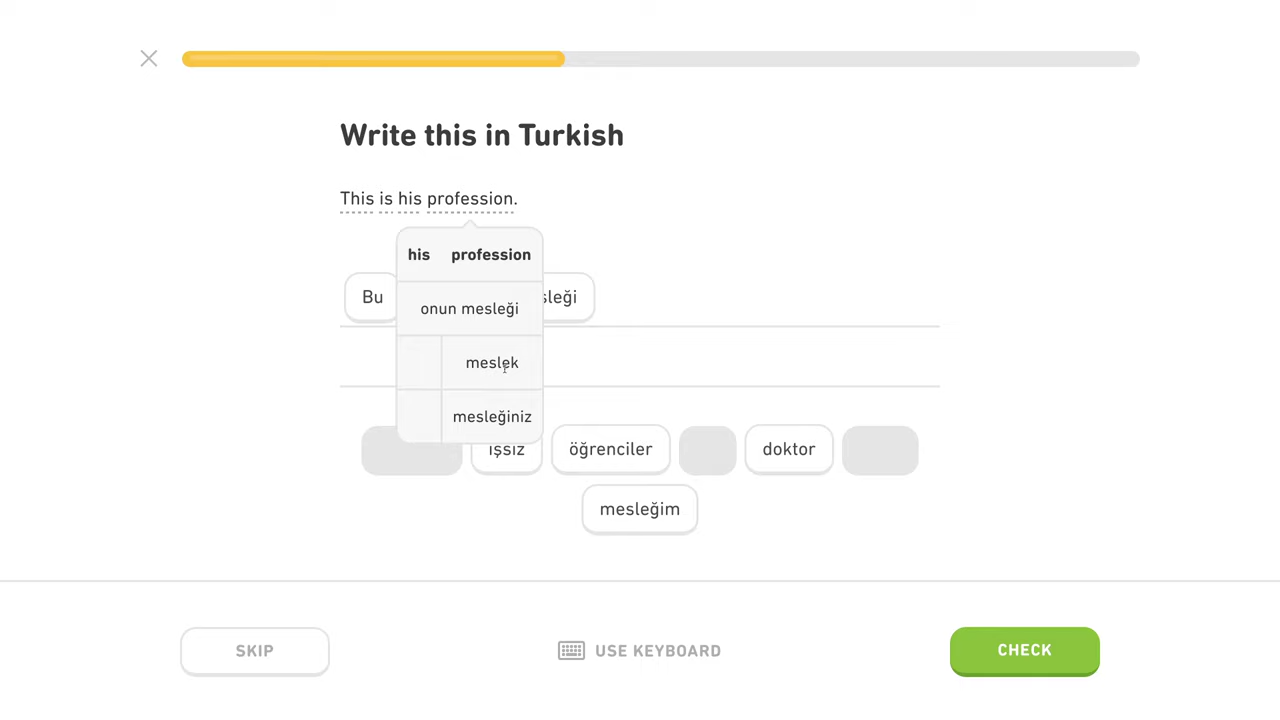 Write this in Turkish
This is his profession.
his profession
Bu
onun mesleği
meslek
mesleğiniz
işsiz öğrenciler doktor
mesleğim
SKIP USE KEYBOARD CHECK